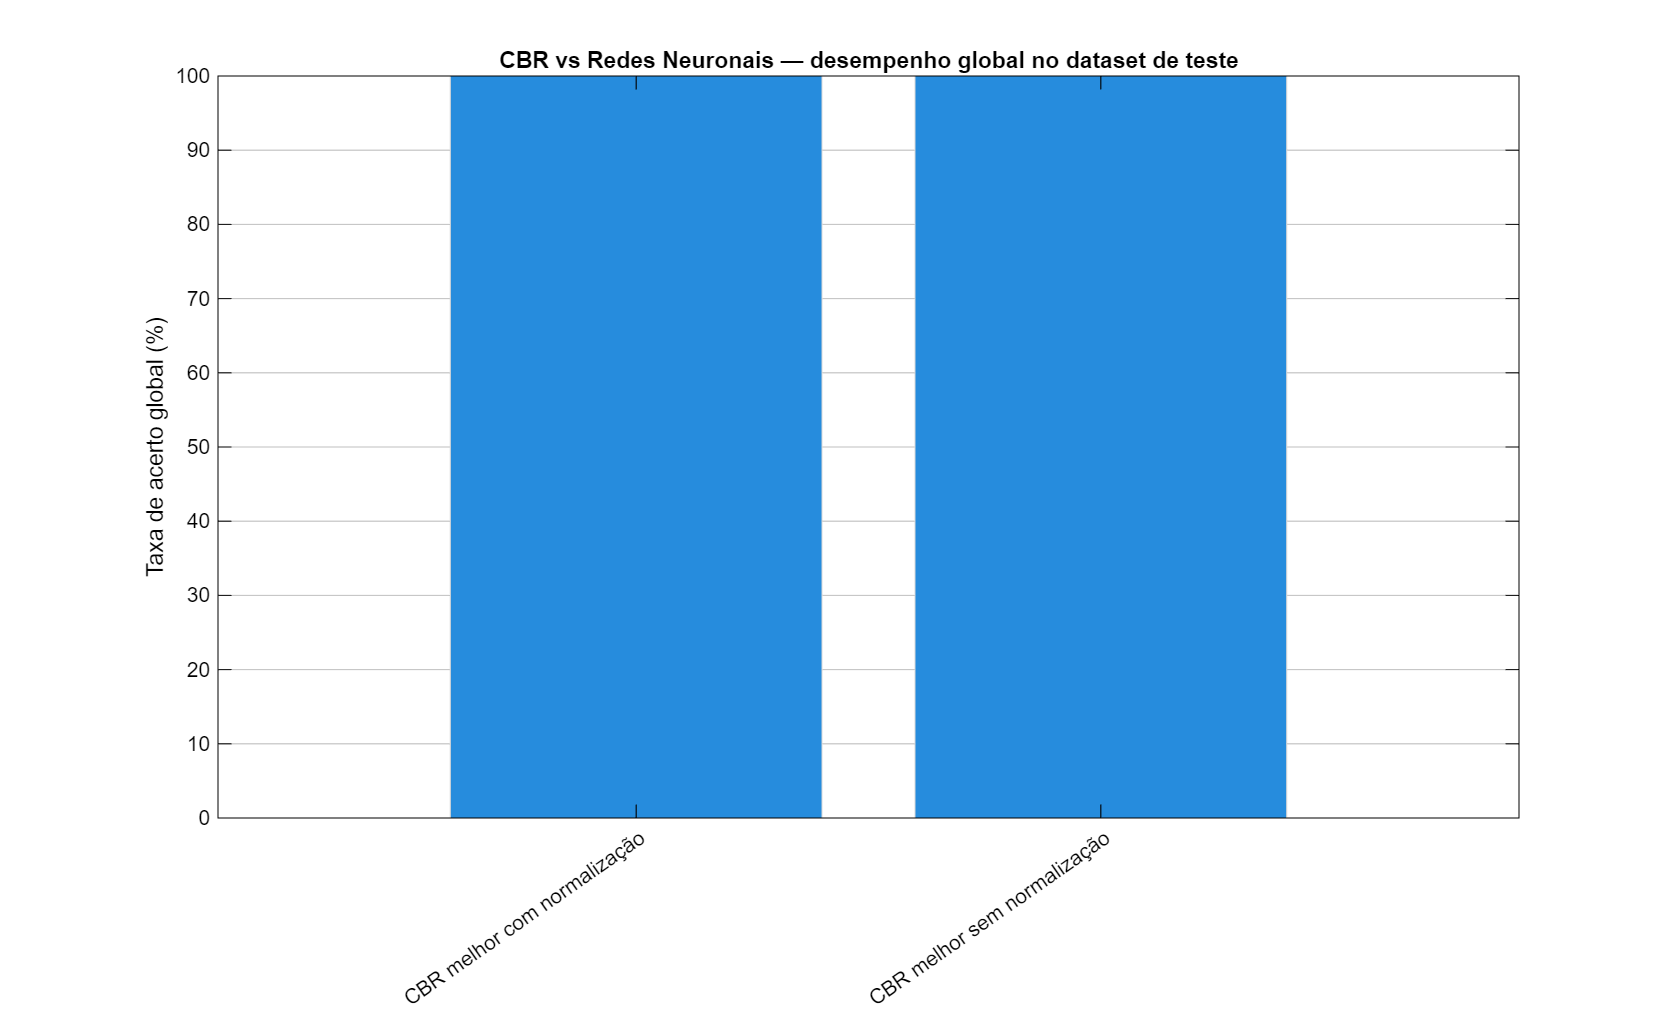 CBR vs Redes Neuronais — desempenho global no dataset de teste
100
90
80
70
60
50
40
30
20
10
0
Taxa de acerto global (%)
CBR melhor com normalização
CBR melhor sem normalização